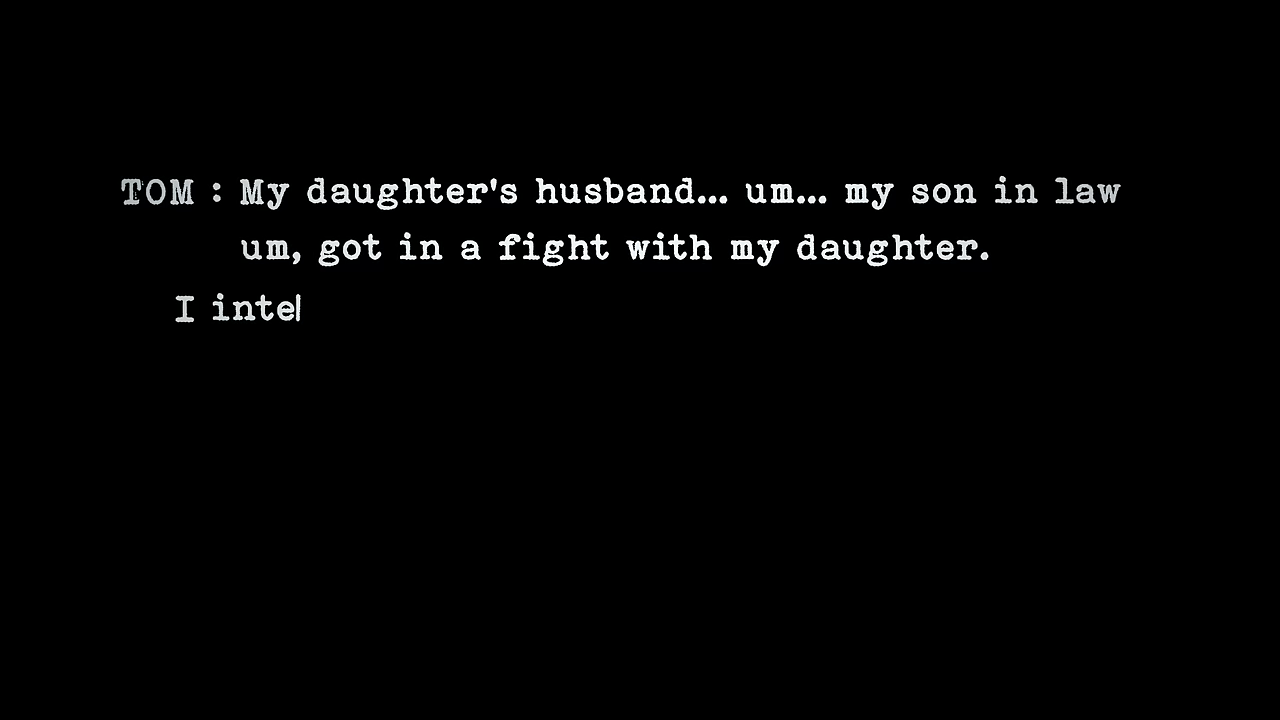 TOM : My daughter's husband... um... my son in law
um, got in a fight with my daughter.
I inte